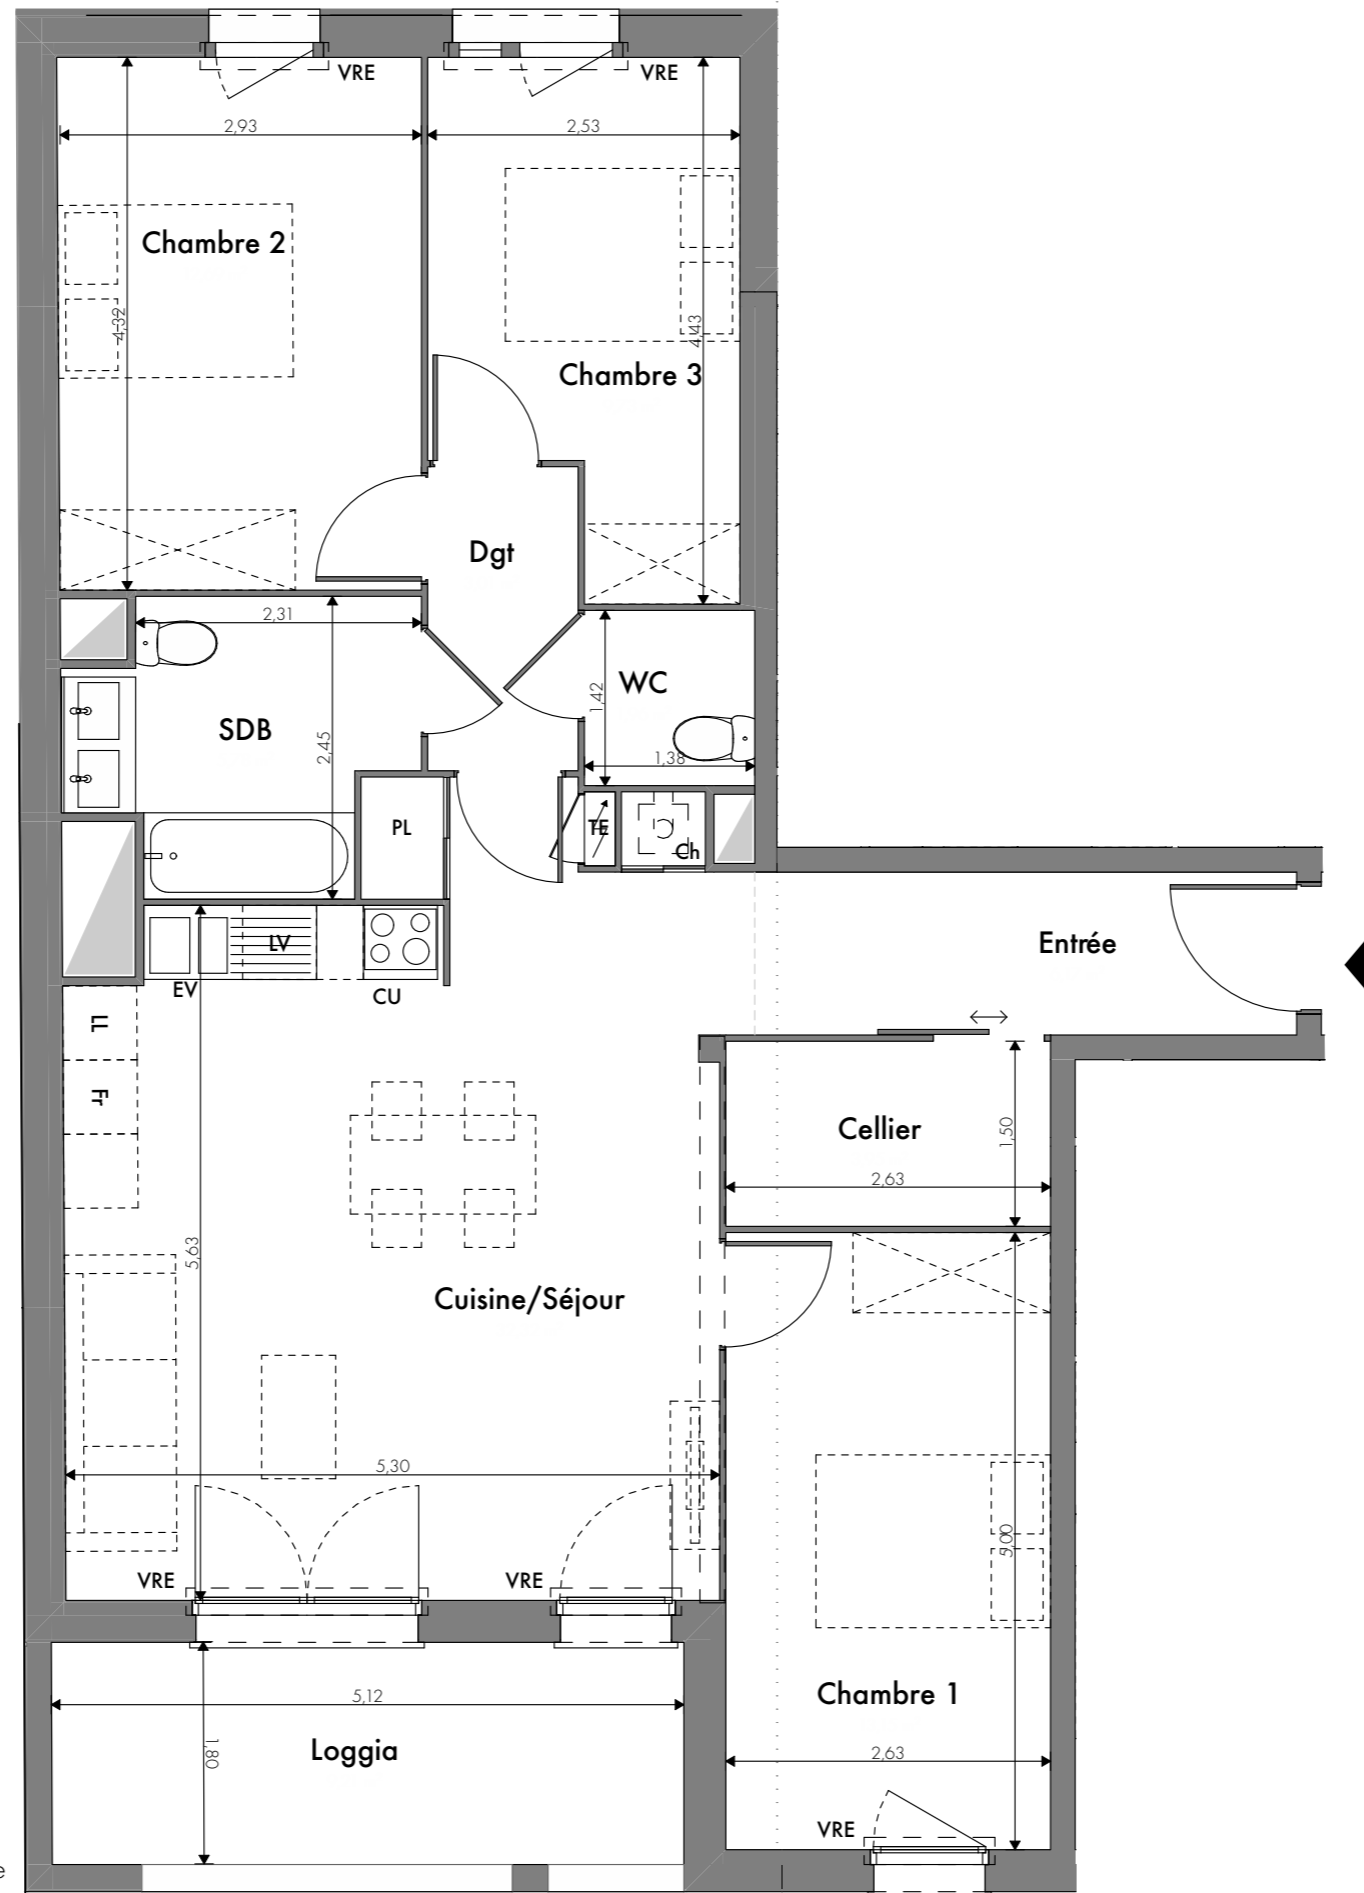 VRE
VRE
2,93
2,53
Chambre 2
4,32
4,43
Chambre 3
Dgt
2,31
WC
1,42
SDB
2,45
1,38
PL
TE
Ch
LV
Entrée
EV
CU
LL
Fr
Cellier
1,50
2,63
5,63
Cuisine/Séjour
5,30
5,00
VRE
VRE
Chambre 1
5,12
Loggia
1,80
2,63
VRE
e